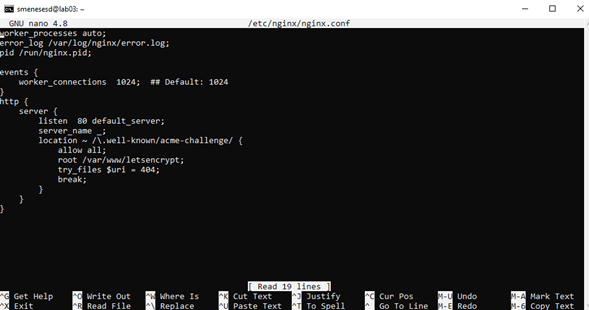 smenesesd@lab03: ~
GNU nano 4.8 /etc/nginx/nginx.conf
worker_processes auto;
error_log /var/log/nginx/error.log;
pid /run/nginx.pid;
events {
    worker_connections  1024;  ## Default: 1024
}
http {
    server {
        listen  80 default_server;
        server_name _;
        location ~ /\.well-known/acme-challenge/ {
            allow all;
            root /var/www/letsencrypt;
            try_files $uri = 404;
            break;
        }
    }
}
[ Read 19 lines ]
^G Get Help ^O Write Out ^W Where Is ^K Cut Text ^J Justify ^C Cur Pos M-U Undo M-A Mark Text
^X Exit ^R Read File ^\ Replace ^U Paste Text ^T To Spell ^_ Go To Line M-E Redo M-6 Copy Text